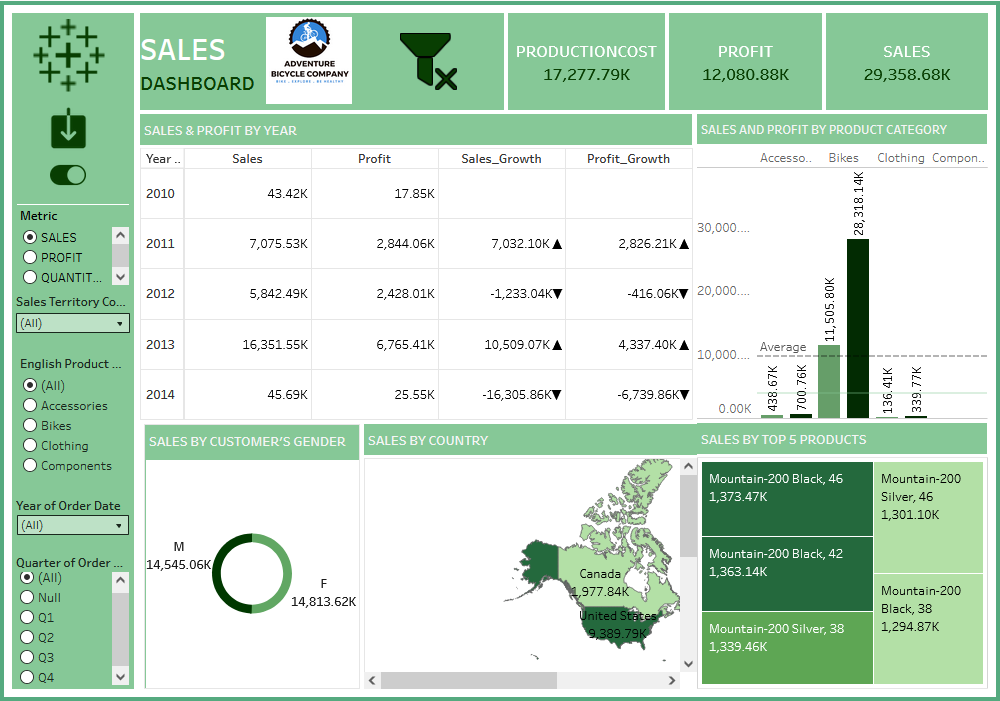 SALES
DASHBOARD
ADVENTURE
BICYCLE COMPANY
BIKE - EXPLORE - BE HEALTHY
PRODUCTIONCOST
17,277.79K
PROFIT
12,080.88K
SALES
29,358.68K
Metric
SALES
PROFIT
QUANTIT...
Sales Territory Co...
(All)
English Product ...
(All)
Accessories
Bikes
Clothing
Components
Year of Order Date
(All)
Quarter of Order ...
(All)
Null
Q1
Q2
Q3
Q4
SALES & PROFIT BY YEAR
Year .. Sales Profit Sales_Growth Profit_Growth
2010 43.42K 17.85K
2011 7,075.53K 2,844.06K 7,032.10K▲ 2,826.21K▲
2012 5,842.49K 2,428.01K -1,233.04K▼ -416.06K▼
2013 16,351.55K 6,765.41K 10,509.07K▲ 4,337.40K▲
2014 45.69K 25.55K -16,305.86K▼ -6,739.86K▼
SALES AND PROFIT BY PRODUCT CATEGORY
Accesso.. Bikes Clothing Compon..
30,000....
20,000....
10,000....
0.00K
Average
438.67K
700.76K
11,505.80K
28,318.14K
136.41K
339.77K
SALES BY CUSTOMER'S GENDER
M
14,545.06K
F
14,813.62K
SALES BY COUNTRY
Canada
1,977.84K
United States
9,389.79K
SALES BY TOP 5 PRODUCTS
Mountain-200 Black, 46
1,373.47K
Mountain-200 Black, 42
1,363.14K
Mountain-200 Silver, 38
1,339.46K
Mountain-200
Silver, 46
1,301.10K
Mountain-200
Black, 38
1,294.87K